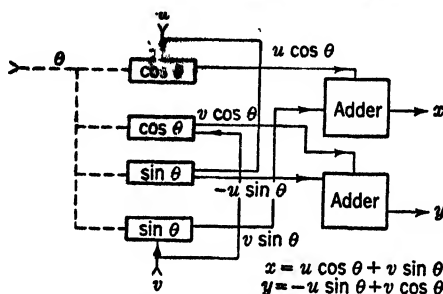 u
u cos θ
θ
cos θ
Adder
x
v cos θ
cos θ
sin θ
-u sin θ
Adder
y
sin θ
v sin θ
v
x = u cos θ + v sin θ
y = -u sin θ + v cos θ